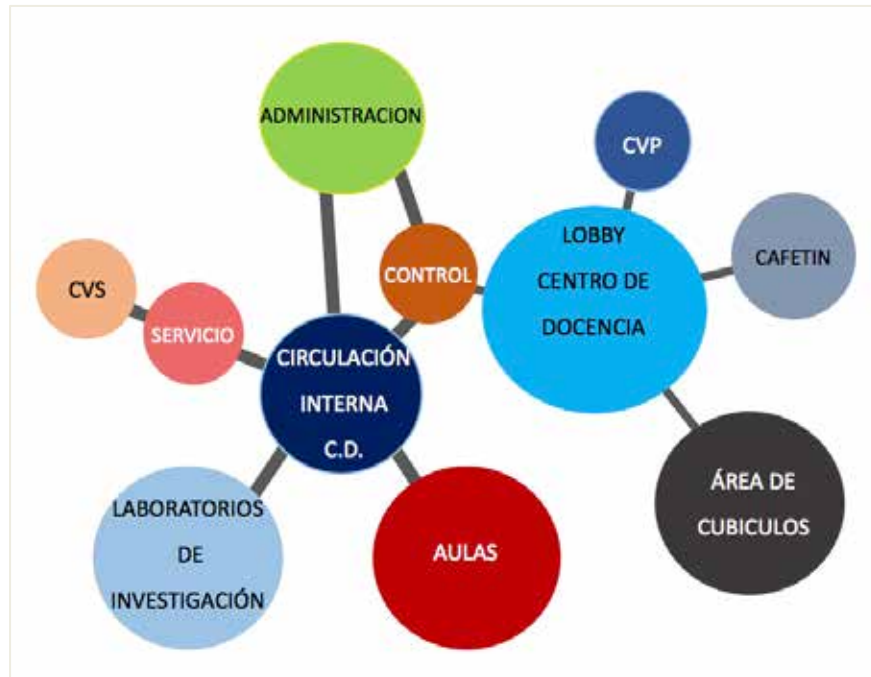 ADMINISTRACION
CVP
LOBBY
CENTRO DE
DOCENCIA
CAFETIN
CONTROL
CVS
SERVICIO
CIRCULACIÓN
INTERNA
C.D.
ÁREA DE
CUBICULOS
LABORATORIOS
DE
INVESTIGACIÓN
AULAS